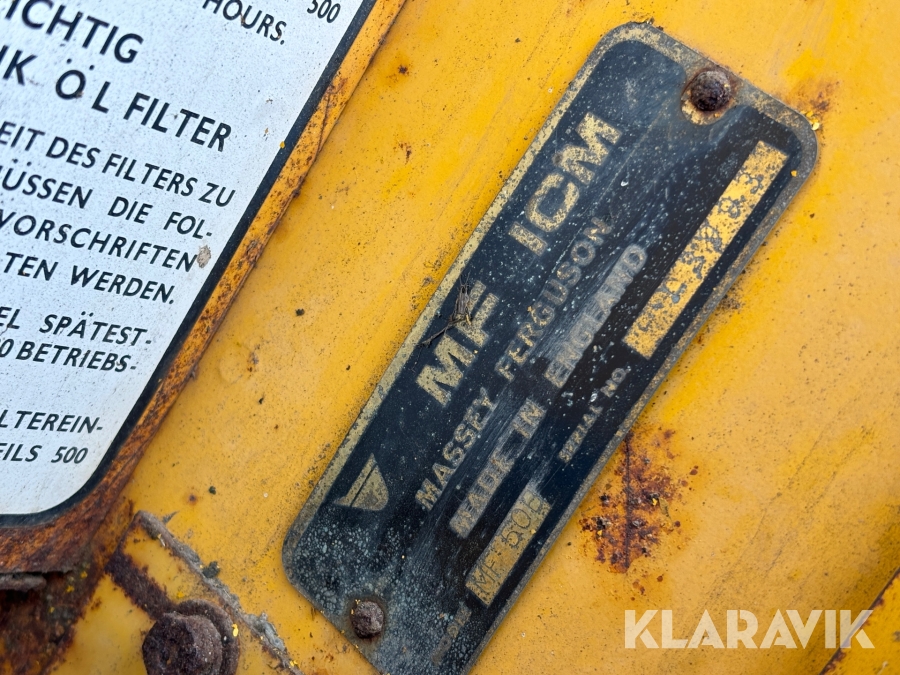 500
HOURS.
ICHTIG
IK ÖL FILTER
EIT DES FILTERS ZU
ÜSSEN DIE FOL-
VORSCHRIFTEN
TEN WERDEN.
EL SPÄTEST-
0 BETRIEBS-
LTEREIN-
EILS 500
MF ICM
MASSEY FERGUSON
MADE IN ENGLAND
SERIAL NO.
MF
KLARAVIK